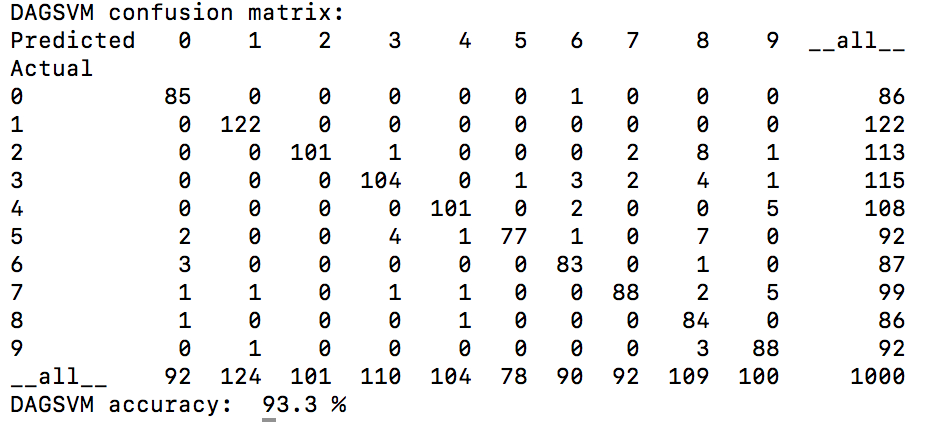 DAGSVM confusion matrix:
Predicted 0 1 2 3 4 5 6 7 8 9 __all__
Actual
0 85 0 0 0 0 0 1 0 0 0 86
1 0 122 0 0 0 0 0 0 0 0 122
2 0 0 101 1 0 0 0 2 8 1 113
3 0 0 0 104 0 1 3 2 4 1 115
4 0 0 0 0 101 0 2 0 0 5 108
5 2 0 0 4 1 77 1 0 7 0 92
6 3 0 0 0 0 0 83 0 1 0 87
7 1 1 0 1 1 0 0 88 2 5 99
8 1 0 0 0 1 0 0 0 84 0 86
9 0 1 0 0 0 0 0 0 3 88 92
__all__ 92 124 101 110 104 78 90 92 109 100 1000
DAGSVM accuracy: 93.3 %